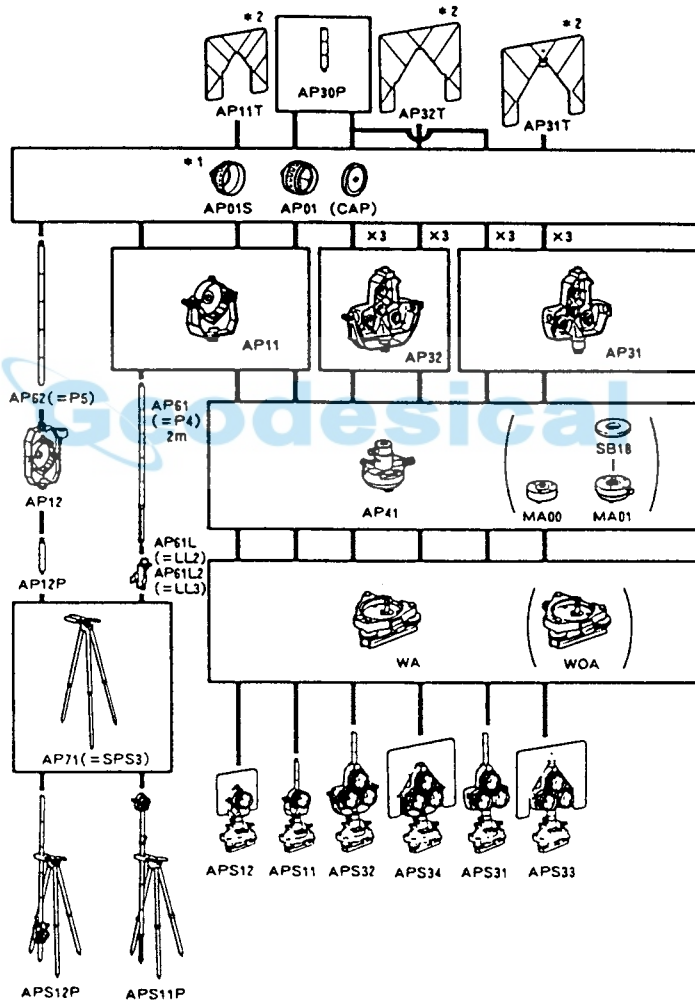 *2
*2
*2
AP30P
AP11T
AP32T
AP31T
*1
AP01S
AP01
(CAP)
×3
×3
×3
×3
AP11
AP32
AP31
AP62(=P5)
AP61
(=P4)
2m
Geodesical
SB18
AP12
AP41
MA00
MA01
AP61L
(=LL2)
AP61L2
(=LL3)
AP12P
WA
WOA
AP71(=SPS3)
APS12
APS11
APS32
APS34
APS31
APS33
APS12P
APS11P